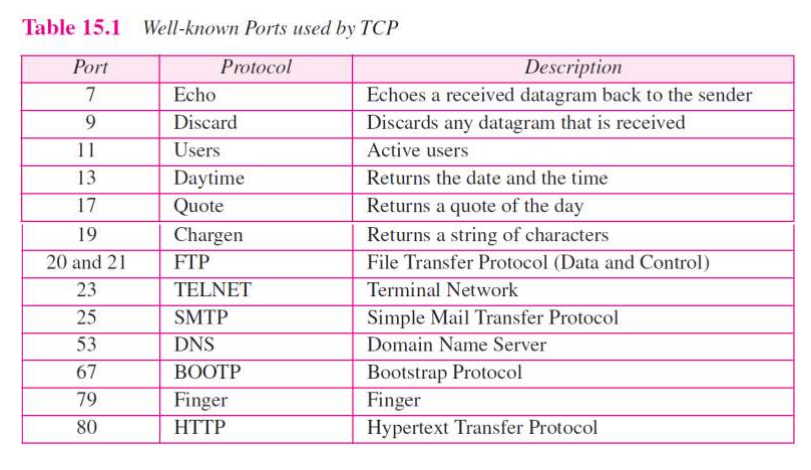 Table 15.1 Well-known Ports used by TCP
Port Protocol Description
7 Echo Echoes a received datagram back to the sender
9 Discard Discards any datagram that is received
11 Users Active users
13 Daytime Returns the date and the time
17 Quote Returns a quote of the day
19 Chargen Returns a string of characters
20 and 21 FTP File Transfer Protocol (Data and Control)
23 TELNET Terminal Network
25 SMTP Simple Mail Transfer Protocol
53 DNS Domain Name Server
67 BOOTP Bootstrap Protocol
79 Finger Finger
80 HTTP Hypertext Transfer Protocol